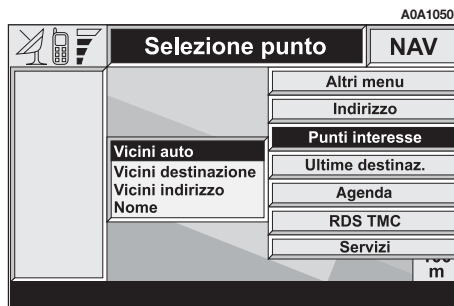 A0A1050
Selezione punto
NAV
Altri menu
Indirizzo
Punti interesse
Ultime destinaz.
Agenda
RDS TMC
Servizi
Vicini auto
Vicini destinazione
Vicini indirizzo
Nome
m